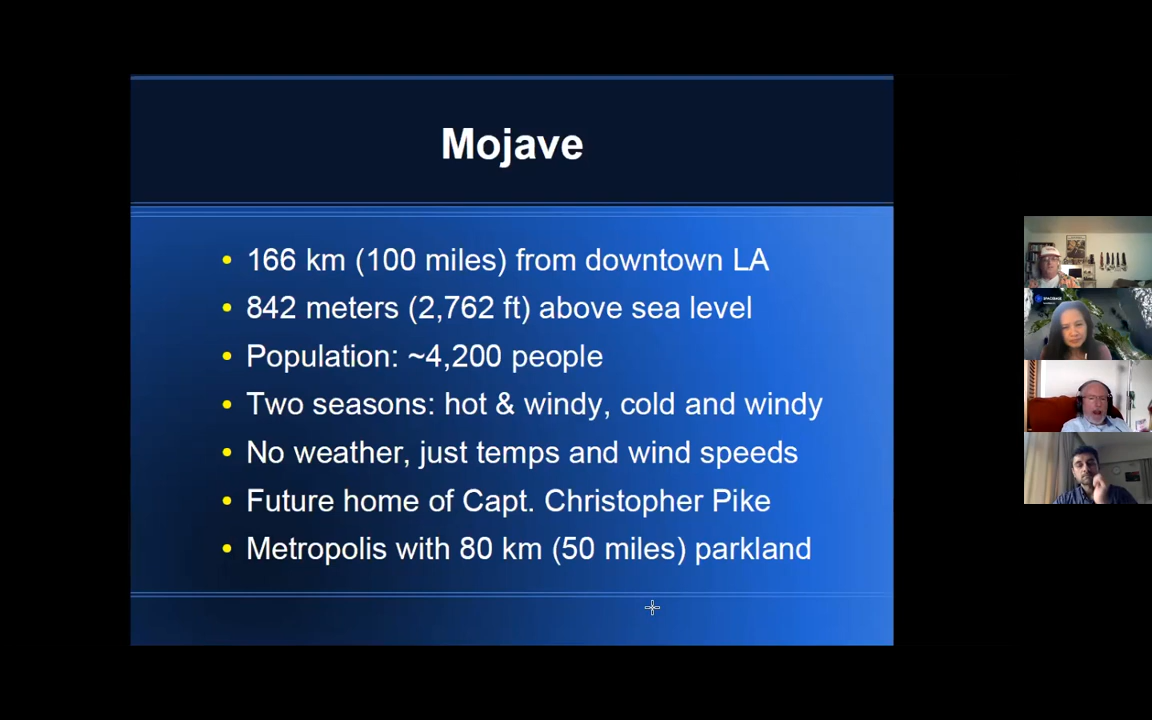 Mojave
166 km (100 miles) from downtown LA
842 meters (2,762 ft) above sea level
Population: ~4,200 people
Two seasons: hot & windy, cold and windy
No weather, just temps and wind speeds
Future home of Capt. Christopher Pike
Metropolis with 80 km (50 miles) parkland
SPACEBASE